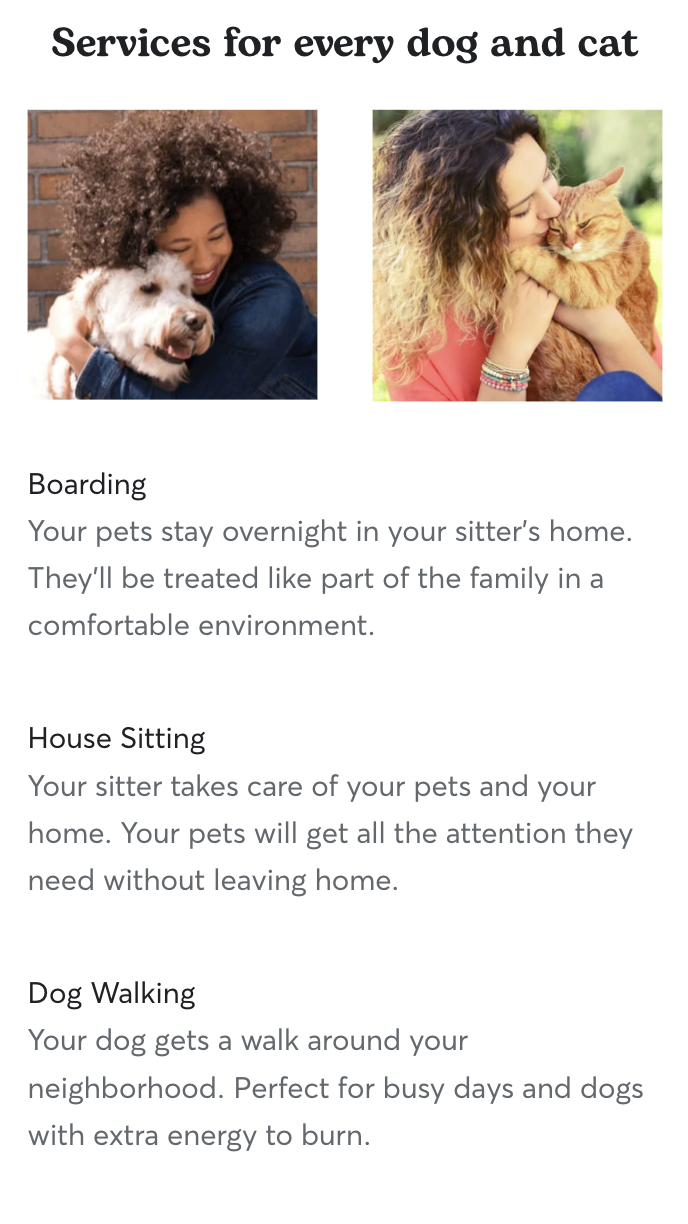 Services for every dog and cat
Boarding
Your pets stay overnight in your sitter's home.
They'll be treated like part of the family in a
comfortable environment.
House Sitting
Your sitter takes care of your pets and your
home. Your pets will get all the attention they
need without leaving home.
Dog Walking
Your dog gets a walk around your
neighborhood. Perfect for busy days and dogs
with extra energy to burn.